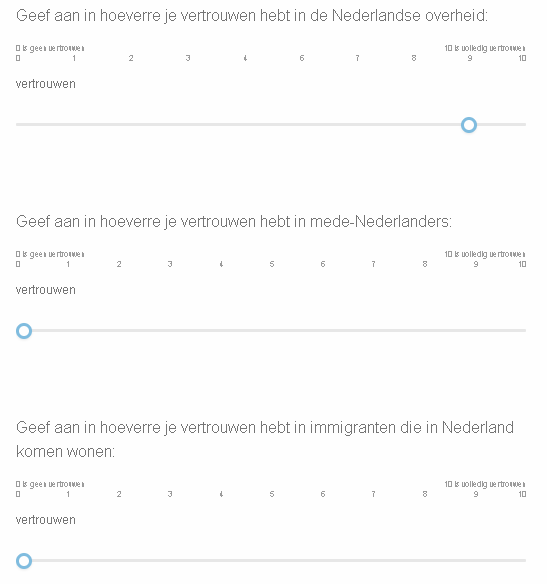 Geef aan in hoeverre je vertrouwen hebt in de Nederlandse overheid:
0 is geen vertrouwen 10 is volledig vertrouwen
0 1 2 3 4 5 6 7 8 9 10
vertrouwen
Geef aan in hoeverre je vertrouwen hebt in mede-Nederlanders:
0 is geen vertrouwen 10 is volledig vertrouwen
0 1 2 3 4 5 6 7 8 9 10
vertrouwen
Geef aan in hoeverre je vertrouwen hebt in immigranten die in Nederland
komen wonen:
0 is geen vertrouwen 10 is volledig vertrouwen
0 1 2 3 4 5 6 7 8 9 10
vertrouwen